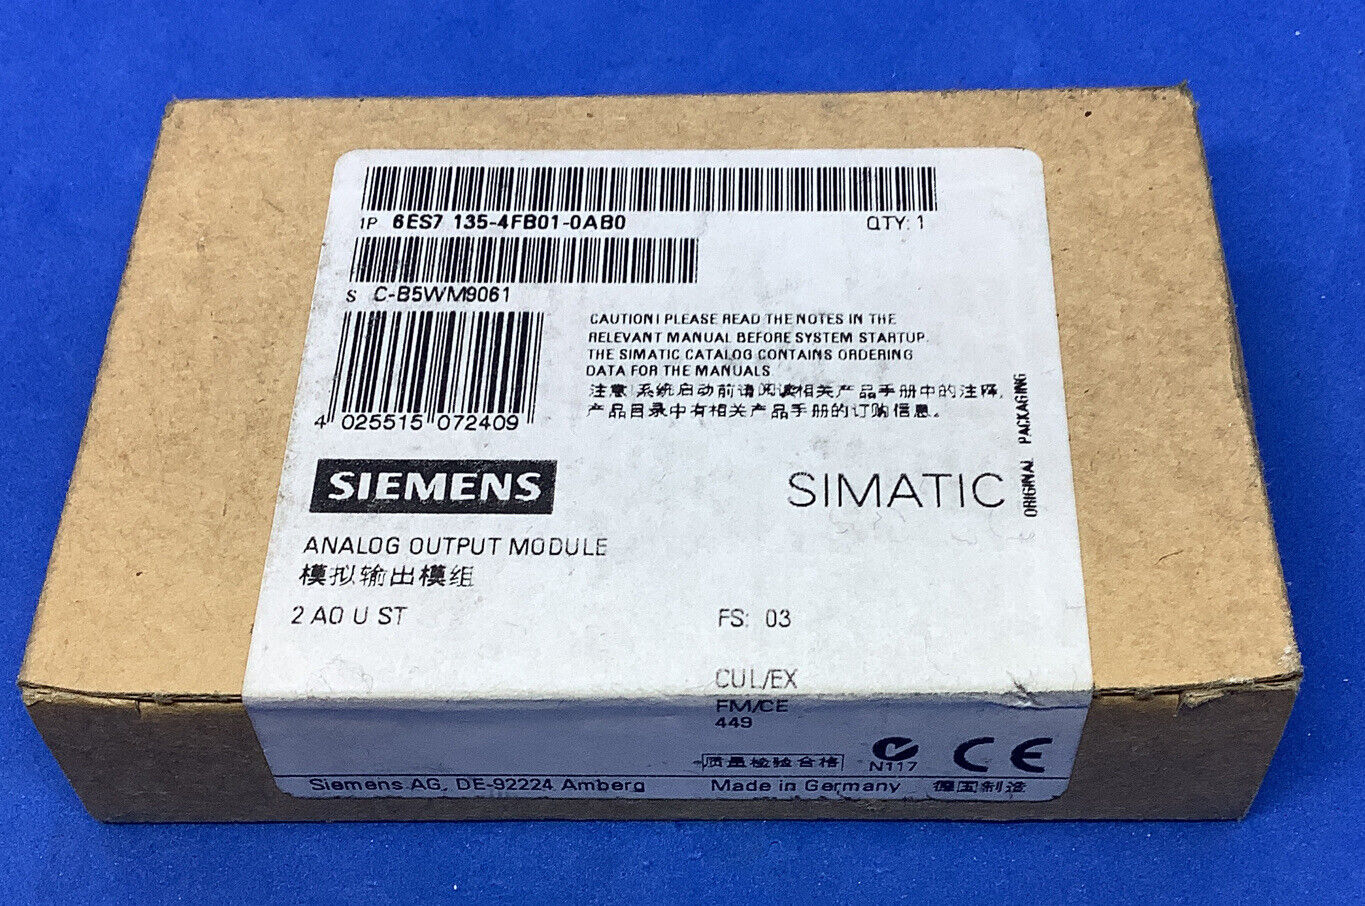 1P 6ES7 135-4FB01-0AB0 QTY: 1
S C-B5WM9061
4 025515 072409
CAUTION! PLEASE READ THE NOTES IN THE
RELEVANT MANUAL BEFORE SYSTEM STARTUP.
THE SIMATIC CATALOG CONTAINS ORDERING
DATA FOR THE MANUALS
注意 系统启动前请阅读相关产品手册中的注释,
产品目录中有相关产品手册的订购信息。
ORIGINAL PACKAGING
SIEMENS
SIMATIC
ANALOG OUTPUT MODULE
模拟输出模组
2 AO U ST FS: 03
CUL/EX
FM/CE
449
质量检验合格 N117 CE
Siemens AG, DE-92224 Amberg Made in Germany 德国制造